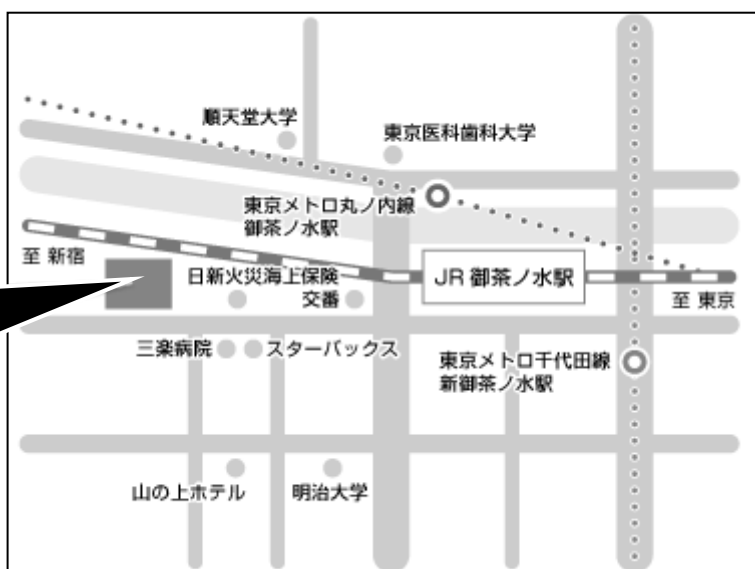 順天堂大学
東京医科歯科大学
東京メトロ丸ノ内線
御茶ノ水駅
至 新宿
日新火災海上保険
交番
JR 御茶ノ水駅
至 東京
三楽病院
スターバックス
東京メトロ千代田線
新御茶ノ水駅
山の上ホテル
明治大学